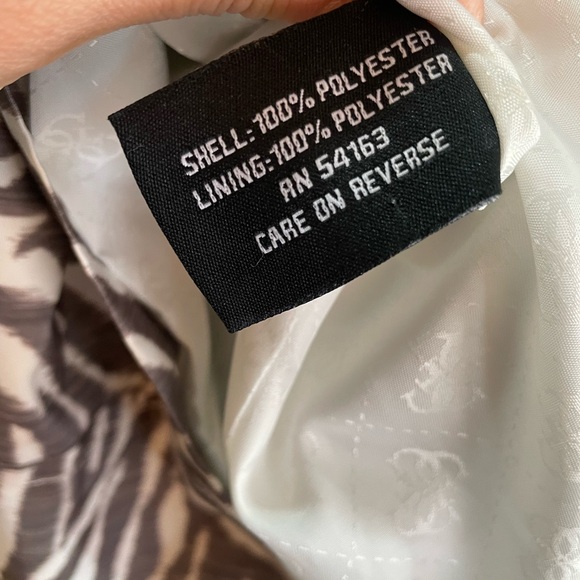 SHELL:100% POLYESTER
LINING:100% POLYESTER
RN 54163
CARE ON REVERSE